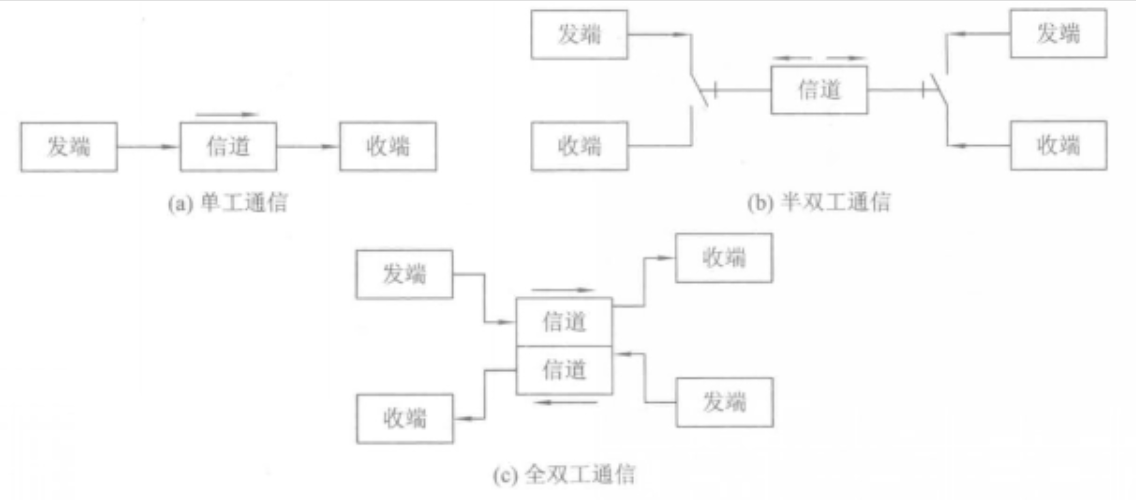 发端
信道
收端
(a) 单工通信
发端
发端
信道
收端
收端
(b) 半双工通信
发端
收端
信道
信道
收端
发端
(c) 全双工通信